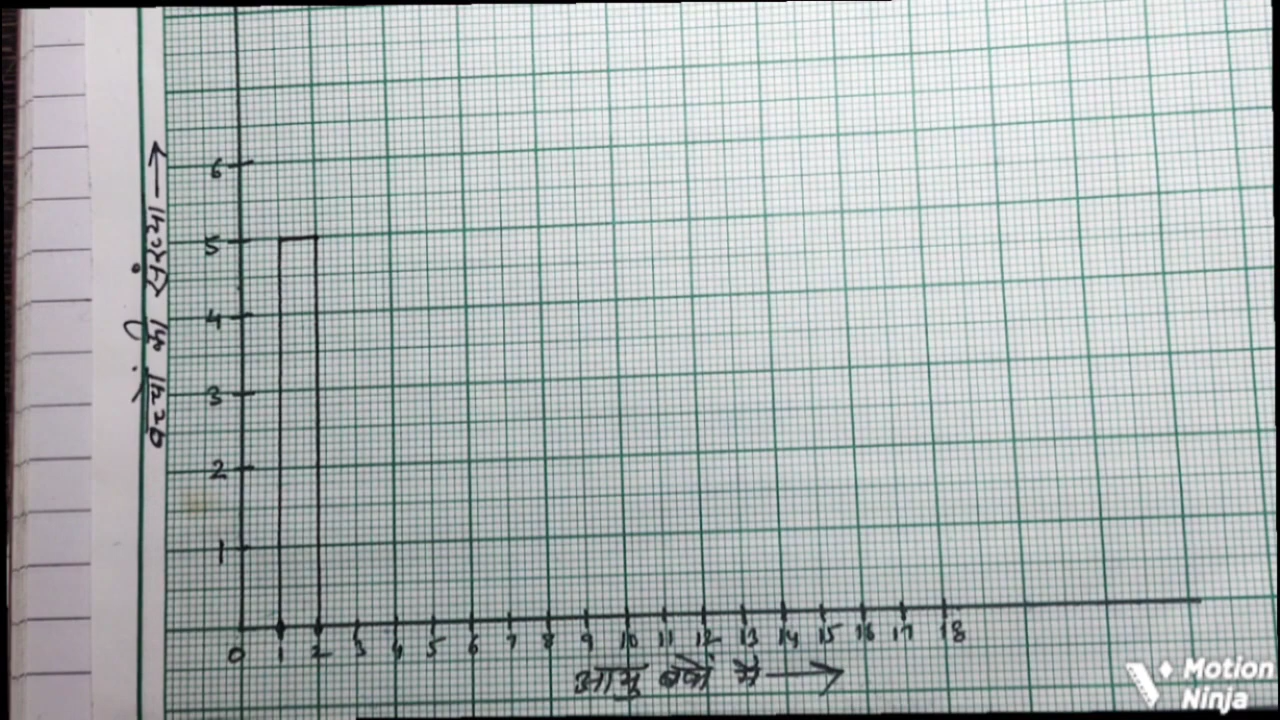 बच्चों की संख्या →
6
5
4
3
2
1
0 1 2 3 4 5 6 7 8 9 10 11 12 13 14 15 16 17 18
आयु वर्षो में →
Motion
Ninja